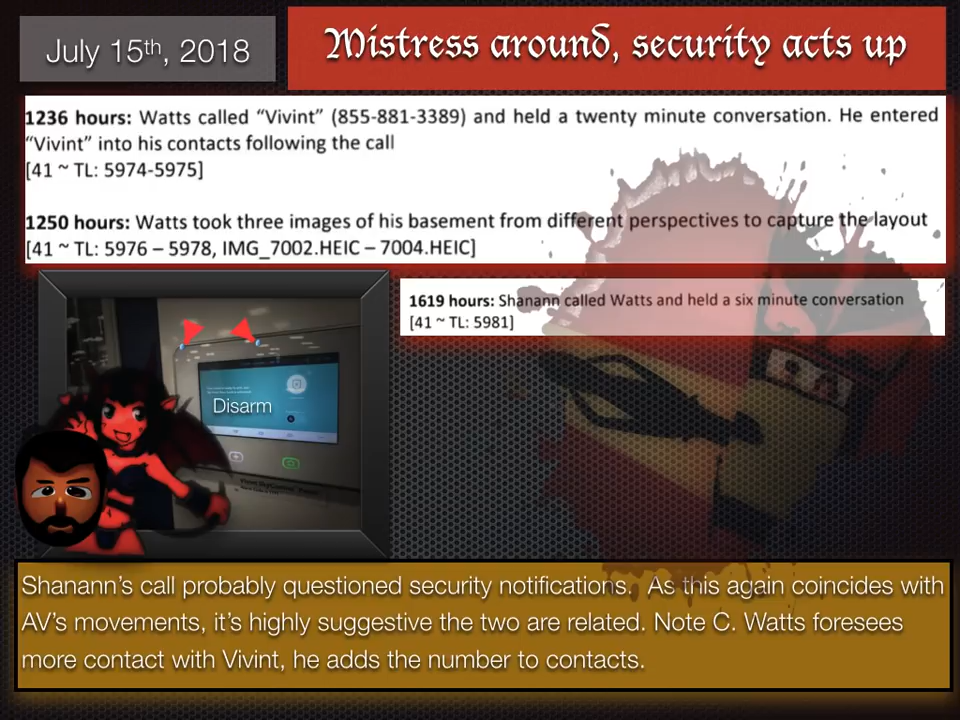 July 15th, 2018
Mistress around, security acts up
1236 hours: Watts called “Vivint” (855-881-3389) and held a twenty minute conversation. He entered
“Vivint” into his contacts following the call
[41 ~ TL: 5974-5975]
1250 hours: Watts took three images of his basement from different perspectives to capture the layout
[41 ~ TL: 5976 – 5978, IMG_7002.HEIC – 7004.HEIC]
1619 hours: Shanann called Watts and held a six minute conversation
[41 ~ TL: 5981]
Disarm
Shanann’s call probably questioned security notifications.  As this again coincides with
AV’s movements, it’s highly suggestive the two are related. Note C. Watts foresees
more contact with Vivint, he adds the number to contacts.